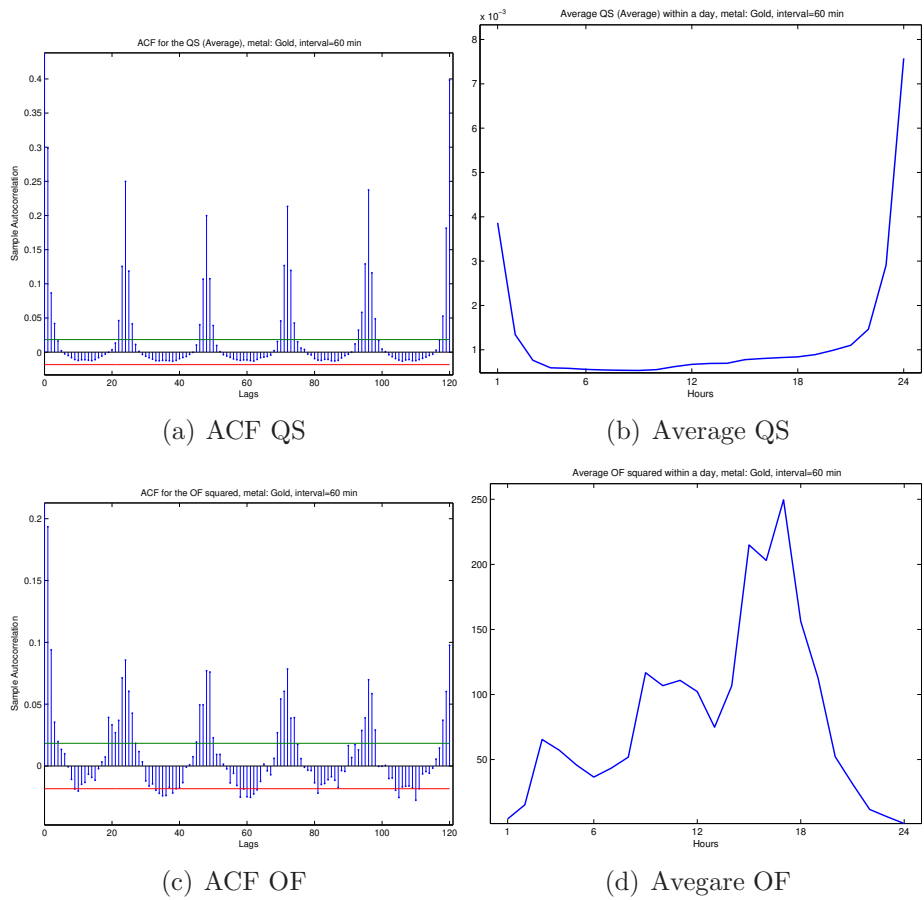 ACF for the QS (Average), metal: Gold, interval=60 min
Sample Autocorrelation
0.4
0.35
0.3
0.25
0.2
0.15
0.1
0.05
0
0 20 40 60 80 100 120
Lags
(a) ACF QS
Average QS (Average) within a day, metal: Gold, interval=60 min
x 10⁻³
8
7
6
5
4
3
2
1
1 6 12 18 24
Hours
(b) Average QS
ACF for the OF squared, metal: Gold, interval=60 min
Sample Autocorrelation
0.2
0.15
0.1
0.05
0
0 20 40 60 80 100 120
Lags
(c) ACF OF
Average OF squared within a day, metal: Gold, interval=60 min
250
200
150
100
50
1 6 12 18 24
Hours
(d) Avegare OF